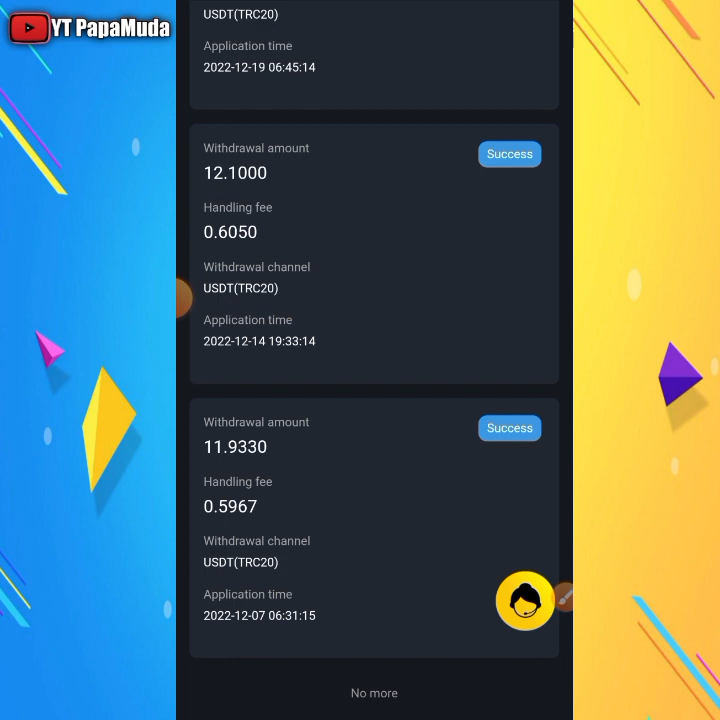 YT PapaMuda
USDT(TRC20)
Application time
2022-12-19 06:45:14
Withdrawal amount
Success
12.1000
Handling fee
0.6050
Withdrawal channel
USDT(TRC20)
Application time
2022-12-14 19:33:14
Withdrawal amount
Success
11.9330
Handling fee
0.5967
Withdrawal channel
USDT(TRC20)
Application time
2022-12-07 06:31:15
No more